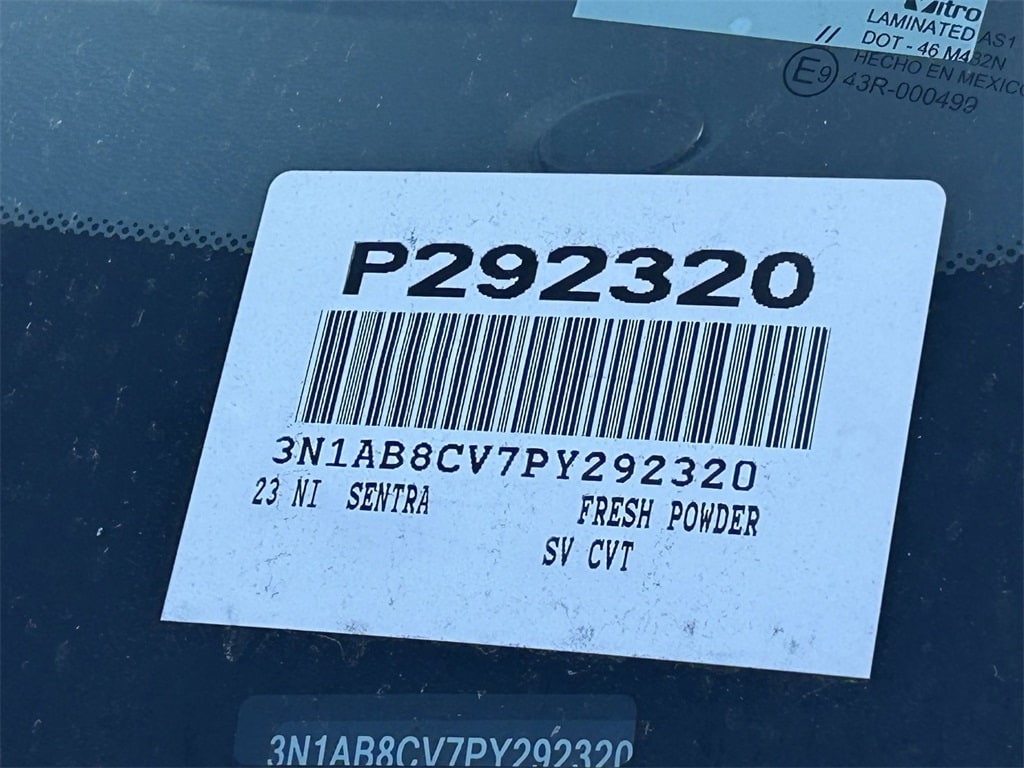 Vitro
LAMINATED AS1
// DOT - 46 M432N
HECHO EN MEXICO
E9 43R-000499
P292320
3N1AB8CV7PY292320
23 NI SENTRA FRESH POWDER
SV CVT
3N1AB8CV7PY292320